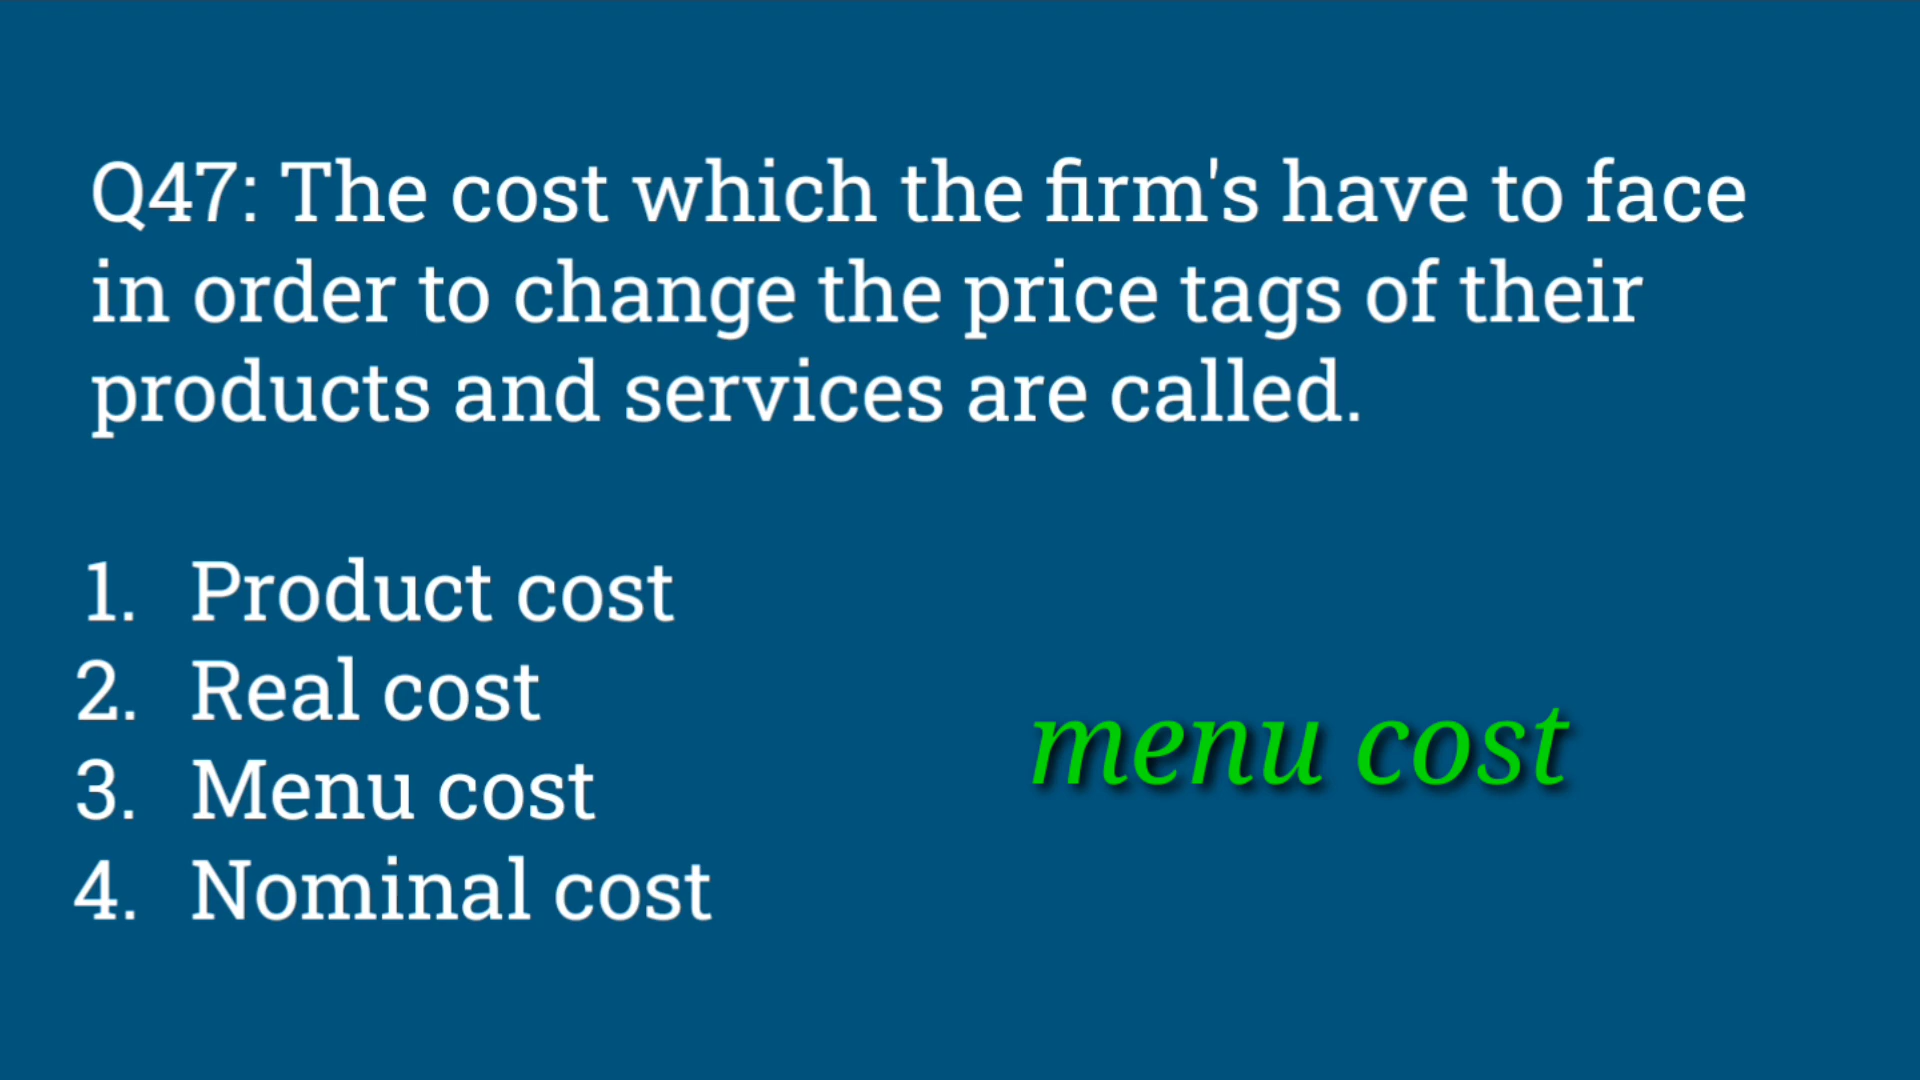 Q47: The cost which the firm's have to face
in order to change the price tags of their
products and services are called.
1. Product cost
2. Real cost
3. Menu cost
4. Nominal cost
menu cost